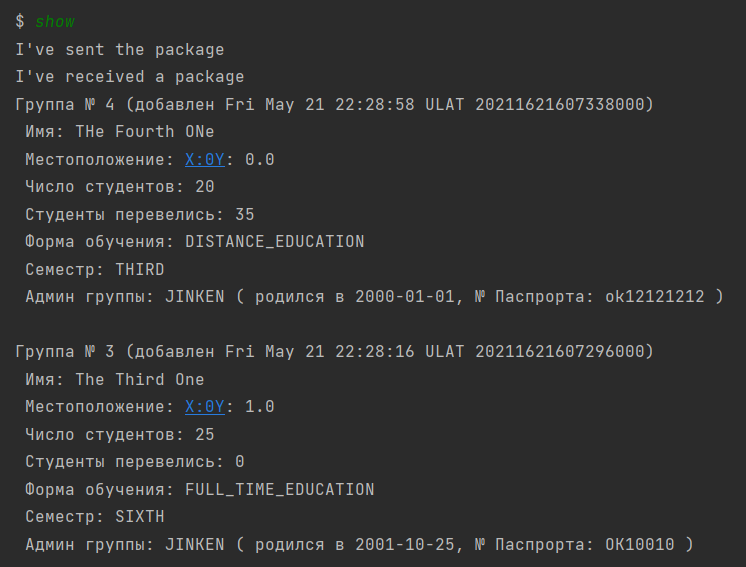 $ show
I've sent the package
I've received a package
Группа № 4 (добавлен Fri May 21 22:28:58 ULAT 20211621607338000)
Имя: THe Fourth ONe
Местоположение: X:0Y: 0.0
Число студентов: 20
Студенты перевелись: 35
Форма обучения: DISTANCE_EDUCATION
Семестр: THIRD
Админ группы: JINKEN ( родился в 2000-01-01, № Паспрорта: ok12121212 )
Группа № 3 (добавлен Fri May 21 22:28:16 ULAT 20211621607296000)
Имя: The Third One
Местоположение: X:0Y: 1.0
Число студентов: 25
Студенты перевелись: 0
Форма обучения: FULL_TIME_EDUCATION
Семестр: SIXTH
Админ группы: JINKEN ( родился в 2001-10-25, № Паспрорта: OK10010 )